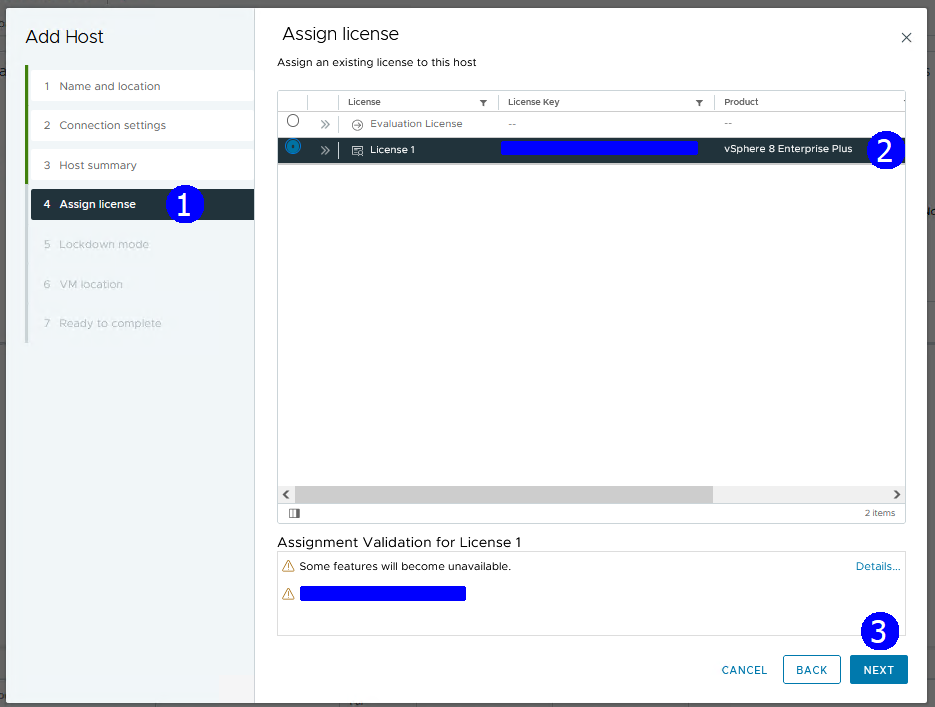 Add Host
1 Name and location
2 Connection settings
3 Host summary
4 Assign license 1
5 Lockdown mode
6 VM location
7 Ready to complete
Assign license
Assign an existing license to this host
License License Key Product
Evaluation License -- --
License 1 vSphere 8 Enterprise Plus 2
2 items
Assignment Validation for License 1
Some features will become unavailable. Details...
3
CANCEL BACK NEXT